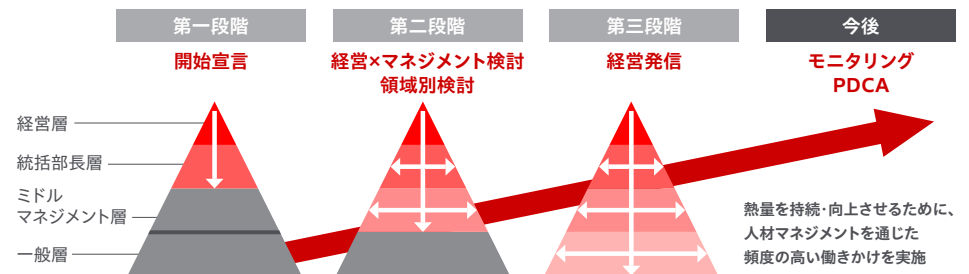 第一段階
第二段階
第三段階
今後
開始宣言
経営×マネジメント検討
領域別検討
経営発信
モニタリング
PDCA
経営層
統括部長層
ミドル
マネジメント層
一般層
熱量を持続・向上させるために、
人材マネジメントを通じた
頻度の高い働きかけを実施